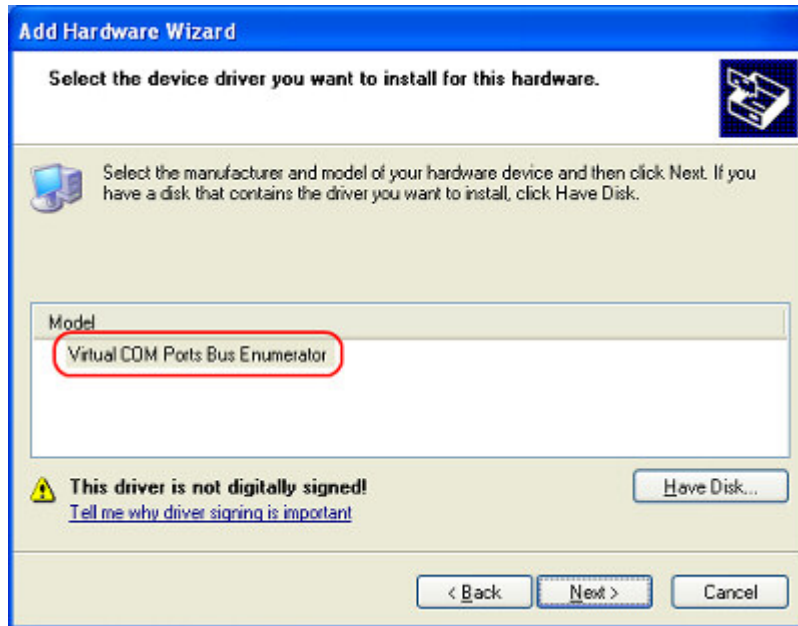 Add Hardware Wizard
Select the device driver you want to install for this hardware.
Select the manufacturer and model of your hardware device and then click Next. If you
have a disk that contains the driver you want to install, click Have Disk.
Model
Virtual COM Ports Bus Enumerator
This driver is not digitally signed!
Have Disk...
Tell me why driver signing is important
< Back
Next >
Cancel